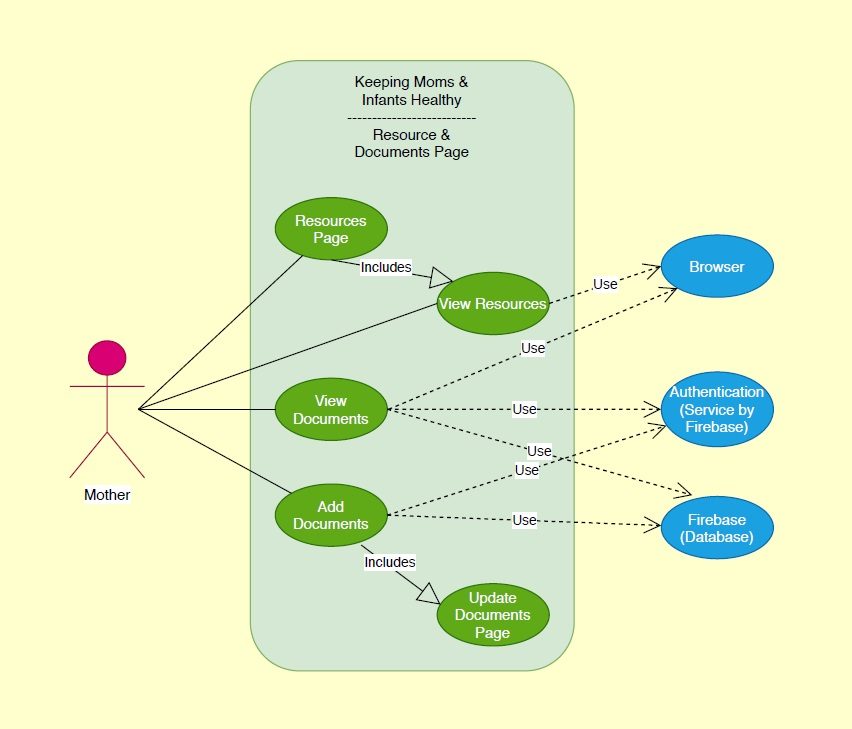 Keeping Moms &
Infants Healthy
--------------------------
Resource &
Documents Page
Resources
Page
Includes
View Resources
Use
Browser
Use
View
Documents
Use
Authentication
(Service by
Firebase)
Use
Use
Mother
Add
Documents
Use
Firebase
(Database)
Includes
Update
Documents
Page